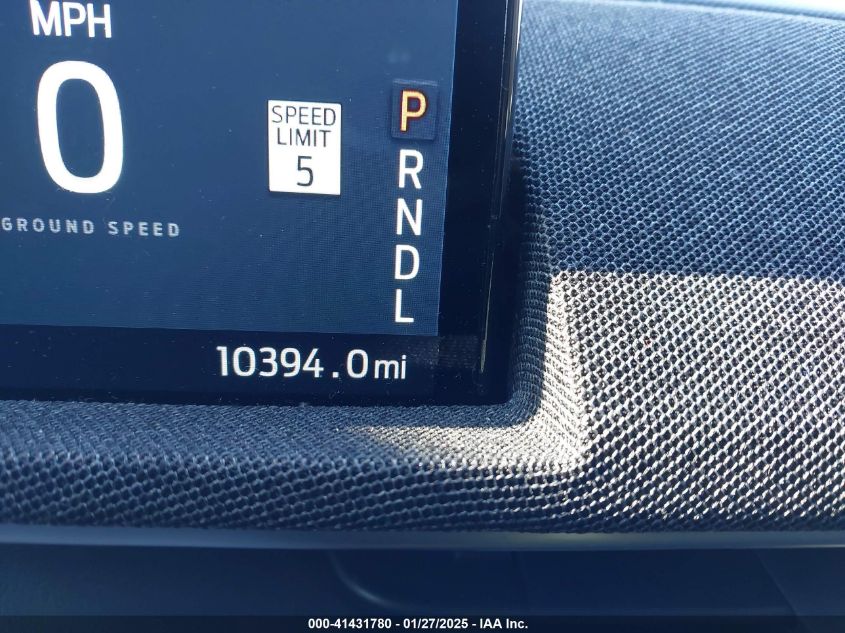 MPH
0
GROUND SPEED
SPEED
LIMIT
5
P
R
N
D
L
10394.0mi
000-41431780 - 01/27/2025 - IAA Inc.